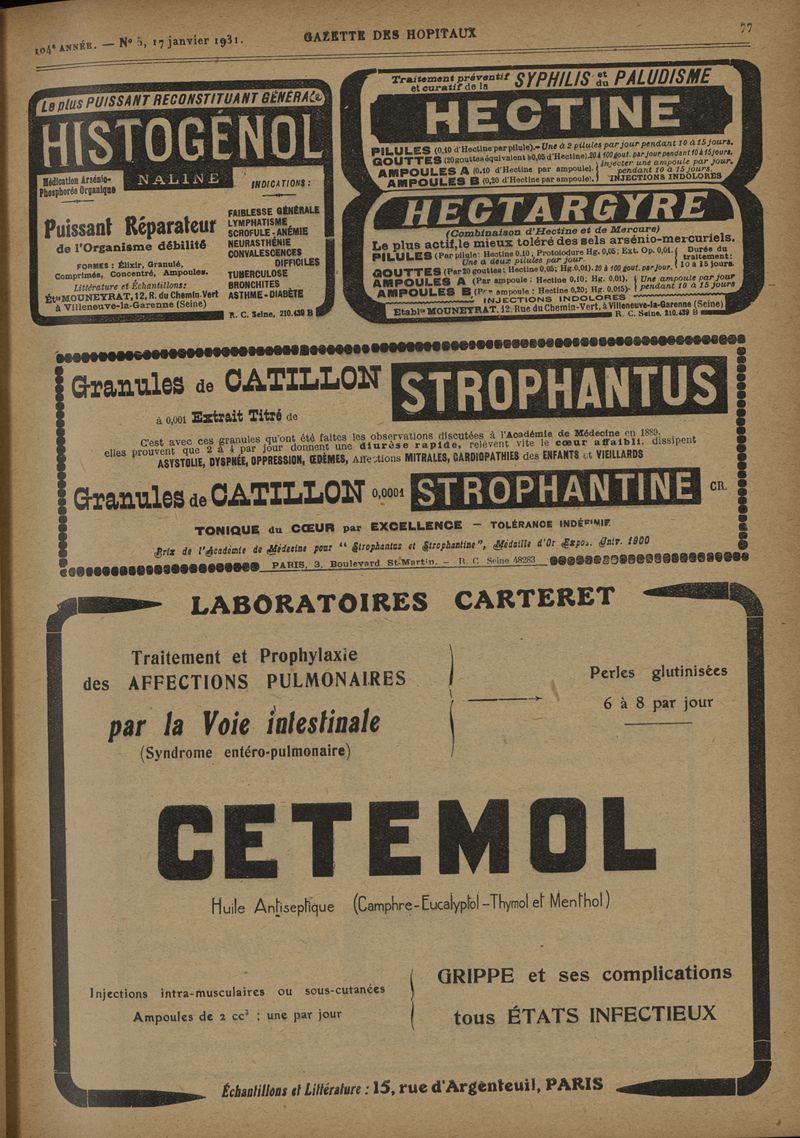 104e ANNÉE. — No 5, 17 janvier 1931.
GAZETTE DES HOPITAUX
77
Le plus PUISSANT RECONSTITUANT GÉNÉRAL
HISTOGÉNOL
NALINE
Médication Arsénio-
Phosphorée Organique
Puissant Réparateur
de l'Organisme débilité
FORMES : Élixir, Granulé,
Comprimés, Concentré, Ampoules.
Littérature et Échantillons:
Éts MOUNEYRAT, 12, R. du Chemin-Vert
à Villeneuve-la-Garenne (Seine)
INDICATIONS :
FAIBLESSE GÉNÉRALE
LYMPHATISME
SCROFULE - ANÉMIE
NEURASTHÉNIE
CONVALESCENCES
DIFFICILES
TUBERCULOSE
BRONCHITES
ASTHME - DIABÈTE
R. C. Seine, 210.439 B
Traitement préventif et curatif de la SYPHILIS et du PALUDISME
HECTINE
PILULES (0,10 d'Hectine par pilule).- Une à 2 pilules par jour pendant 10 à 15 jours.
GOUTTES (20 gouttes équivalent à 0,05 d'Hectine). 20 à 100 gout. par jour pendant 10 à 15 jours.
AMPOULES A (0,10 d'Hectine par ampoule). Injecter une ampoule par jour.
AMPOULES B (0,20 d'Hectine par ampoule). pendant 10 à 15 jours.
INJECTIONS INDOLORES
HECTARGYRE
(Combinaison d'Hectine et de Mercure)
Le plus actif, le mieux toléré des sels arsénio-mercuriels.
PILULES (Par pilule : Hectine 0,10 ; Protoiodure Hg. 0,05 ; Ext. Op. 0,01.
Une à deux pilules par jour
GOUTTES (Par 20 gouttes : Hectine 0,05 ; Hg. 0,01). 20 à 100 gout. par jour.
Durée du
traitement:
10 à 15 jours
AMPOULES A (Par ampoule : Hectine 0,10 ; Hg. 0,01). Une ampoule par jour
AMPOULES B (Par ampoule : Hectine 0,20 ; Hg. 0,015). pendant 10 à 15 jours
INJECTIONS INDOLORES
Etablts MOUNEYRAT, 12, Rue du Chemin-Vert, à Villeneuve-la-Garenne (Seine)
R. C. Seine, 210.439 B
Granules de CATILLON STROPHANTUS
à 0,001 Extrait Titré de
C'est avec ces granules qu'ont été faites les observations discutées à l'Académie de Médecine en 1889,
elles prouvent que 2 à 4 par jour donnent une diurèse rapide, relèvent vite le cœur affaibli, dissipent
ASYSTOLIE, DYSPNÉE, OPPRESSION, ŒDÈMES, Affections MITRALES, CARDIOPATHIES des ENFANTS et VIEILLARDS
Granules de CATILLON 0,0001 STROPHANTINE CR.
TONIQUE du CŒUR par EXCELLENCE — TOLÉRANCE INDÉFINIE
Prix de l'Académie de Médecine pour "Strophantus et Strophantine", Médaille d'Or Expos. Univ. 1900
PARIS, 3, Boulevard St-Martin. — R. C. Seine 48283
LABORATOIRES CARTERET
Traitement et Prophylaxie
des AFFECTIONS PULMONAIRES
par la Voie intestinale
(Syndrome entéro-pulmonaire)
Perles glutinisées
6 à 8 par jour
CETEMOL
Huile Antiseptique (Camphre-Eucalyptol-Thymol et Menthol)
Injections intra-musculaires ou sous-cutanées
Ampoules de 2 cc3 : une par jour
GRIPPE et ses complications
tous ÉTATS INFECTIEUX
Échantillons et Littérature : 15, rue d'Argenteuil, PARIS